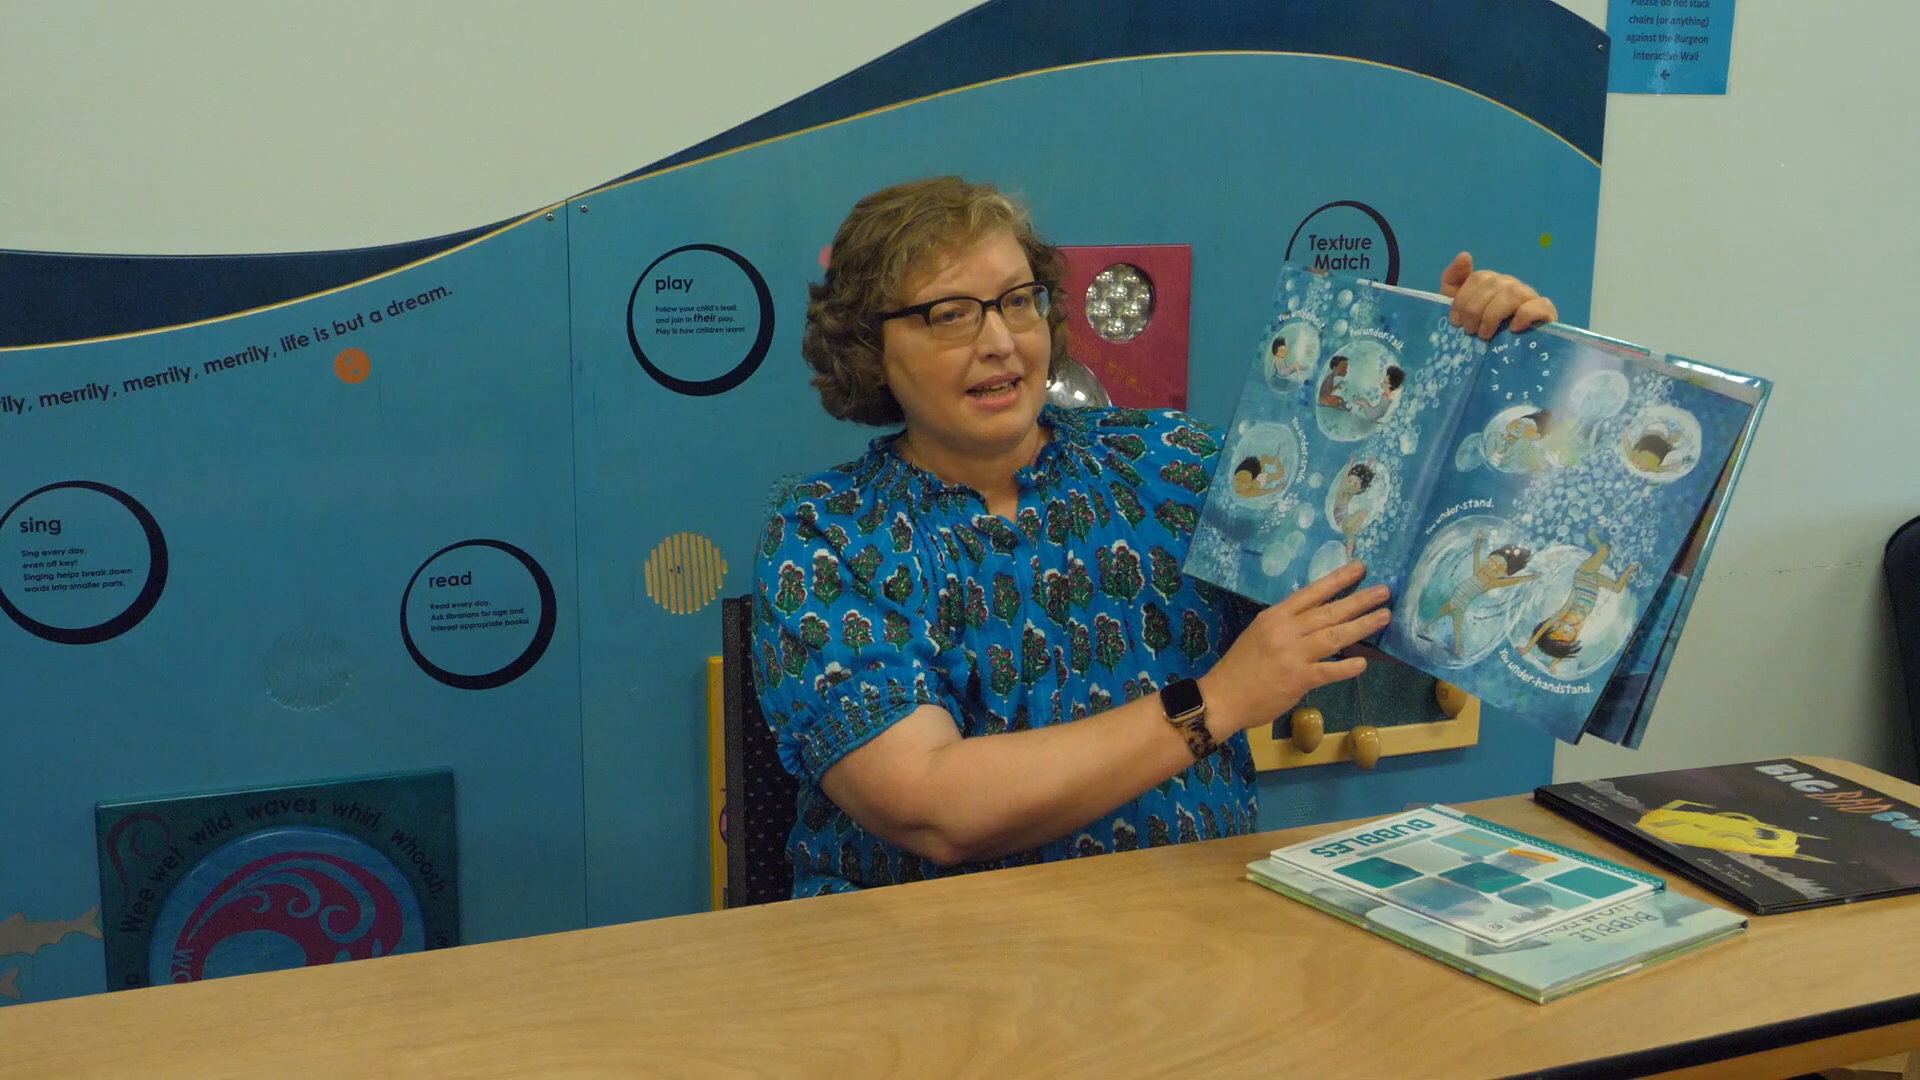 Please do not stack
chairs (or anything)
against the Burgeon
Interactive Wall
merrily, merrily, merrily, life is but a dream.
play
Follow your child's lead,
and join in their play.
Play is how children learn!
Texture
Match
sing
Sing every day,
even off key!
Singing helps break down
words into smaller parts.
read
Read every day.
Ask librarians for age and
interest appropriate books!
Wee wet wild waves whirl, whoosh
You under-talk.
You somersault.
You under-stand.
You under-handstand.
BUBBLES
BUBBLE
BIG BAD